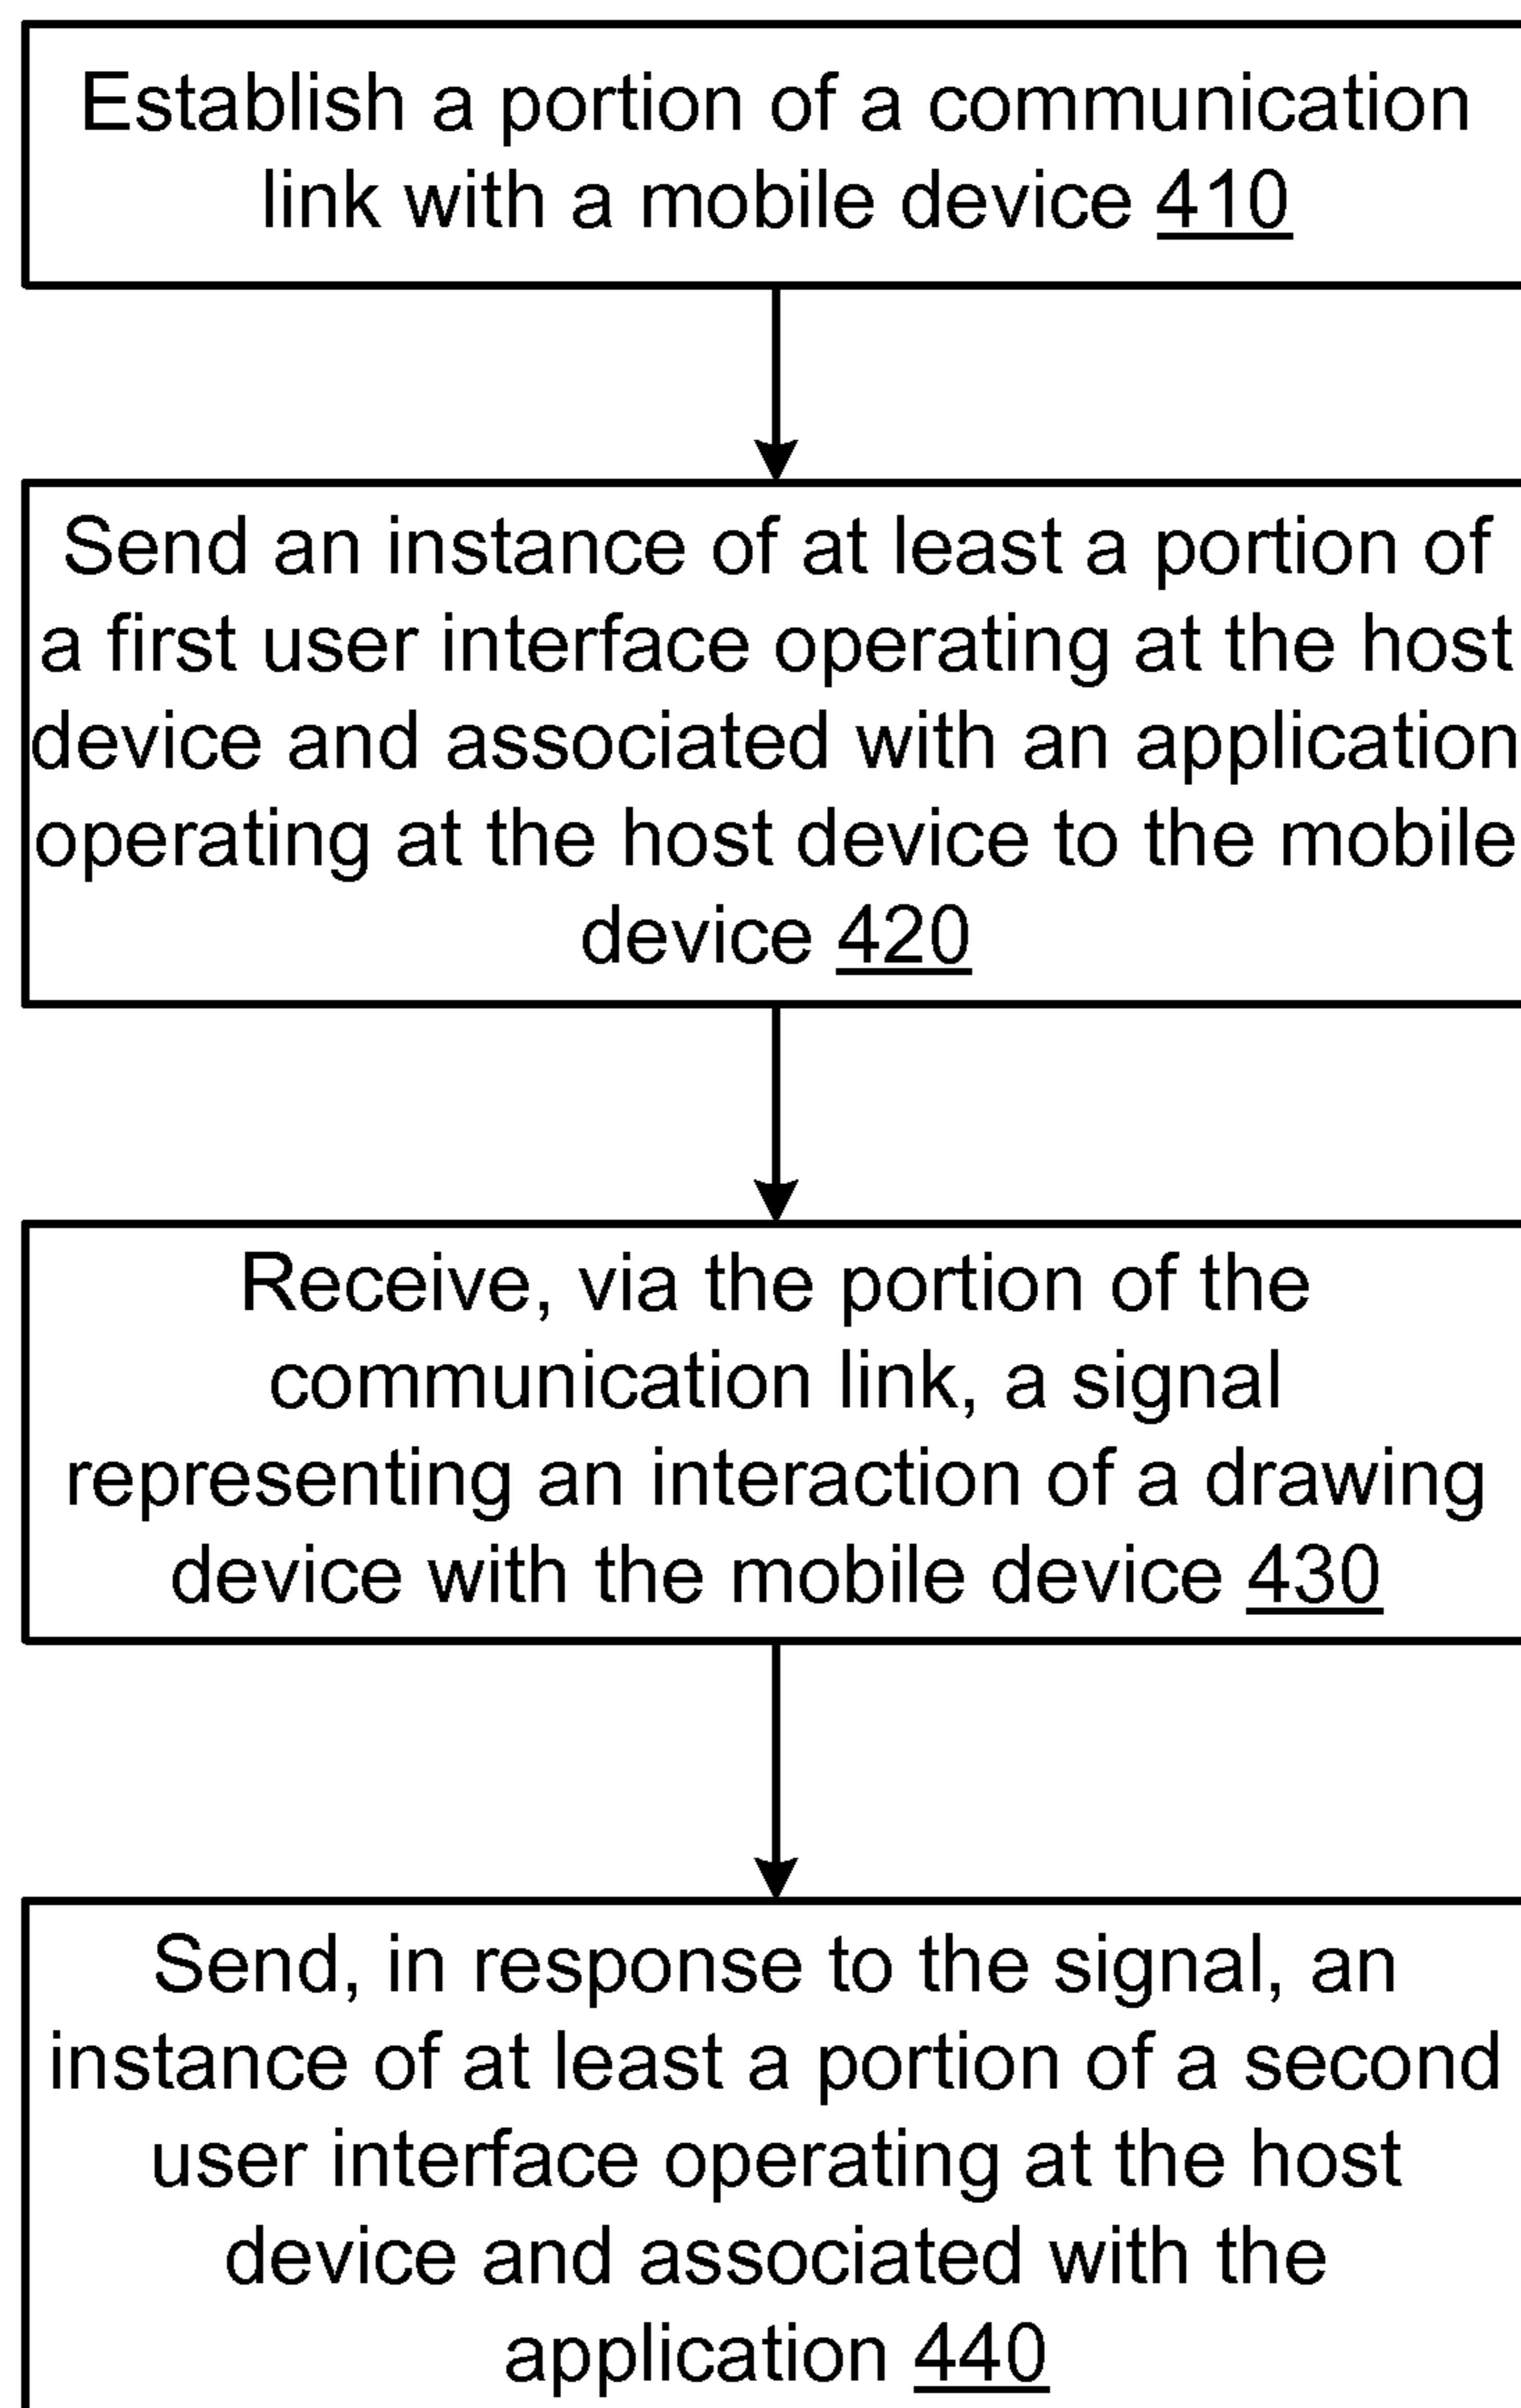 Establish a portion of a communication
link with a mobile device 410
Send an instance of at least a portion of
a first user interface operating at the host
device and associated with an application
operating at the host device to the mobile
device 420
Receive, via the portion of the
communication link, a signal
representing an interaction of a drawing
device with the mobile device 430
Send, in response to the signal, an
instance of at least a portion of a second
user interface operating at the host
device and associated with the
application 440